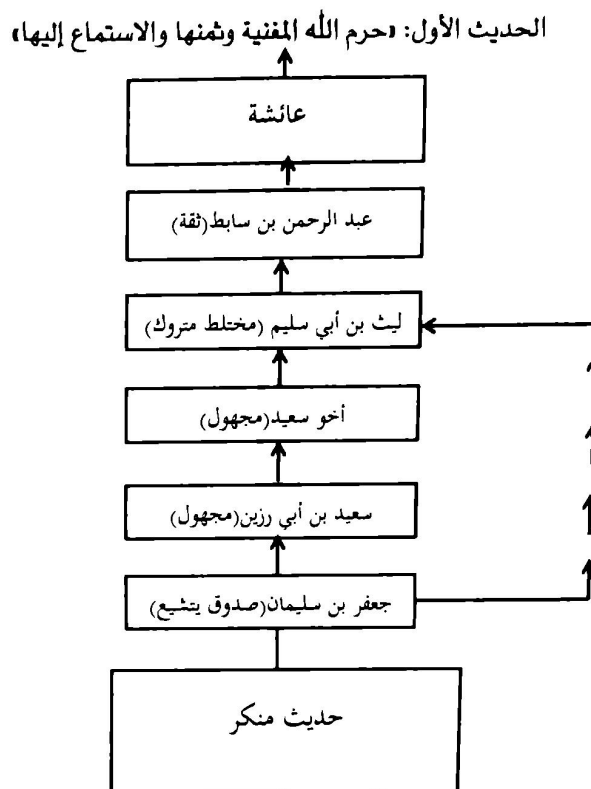 الحديث الأول: «حرم الله المغنية وثمنها والاستماع إليها»
عائشة
عبد الرحمن بن سابط(ثقة)
ليث بن أبي سليم (مختلط متروك)
أخو سعيد(مجهول)
سعيد بن أبي رزين(مجهول)
جعفر بن سليمان(صدوق يتشيع)
حديث منكر